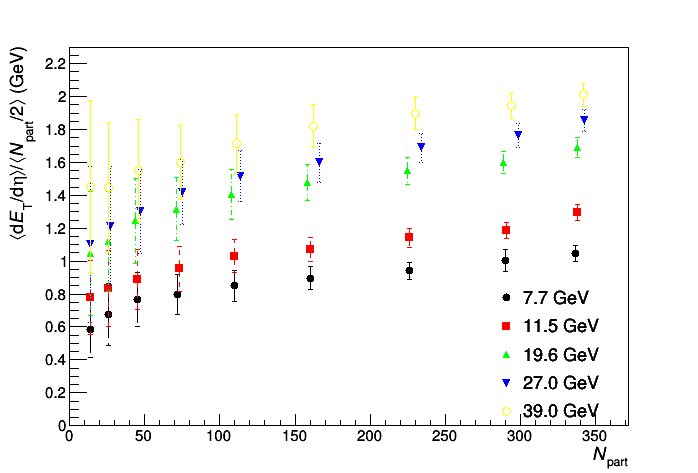 ⟨dE_T/dη⟩/⟨N_part/2⟩ (GeV)
2.2
2
1.8
1.6
1.4
1.2
1
0.8
0.6
0.4
0.2
0
7.7 GeV
11.5 GeV
19.6 GeV
27.0 GeV
39.0 GeV
0 50 100 150 200 250 300 350
N_part